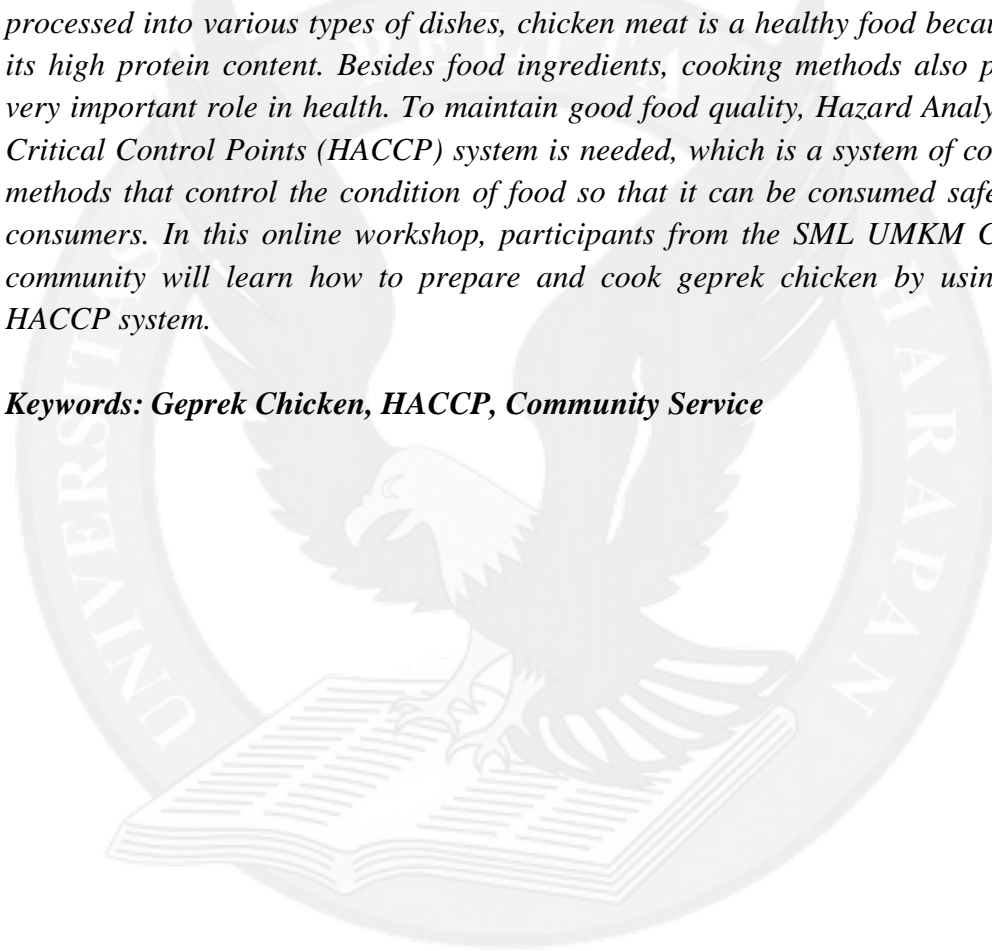 processed into various types of dishes, chicken meat is a healthy food becau
its high protein content. Besides food ingredients, cooking methods also p
very important role in health. To maintain good food quality, Hazard Analy
Critical Control Points (HACCP) system is needed, which is a system of co
methods that control the condition of food so that it can be consumed safe
consumers. In this online workshop, participants from the SML UMKM C
community will learn how to prepare and cook geprek chicken by usin
HACCP system.
Keywords: Geprek Chicken, HACCP, Community Service
UNIVERSITAS
PELITA
HARAPAN